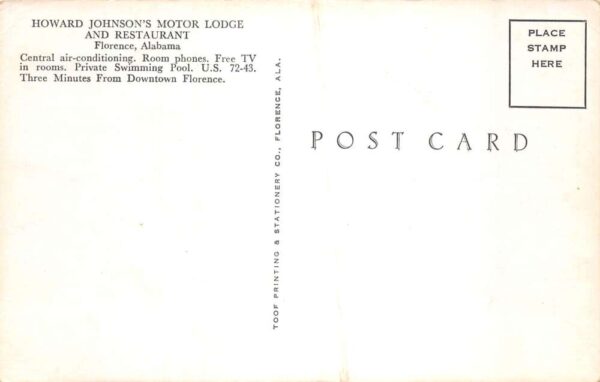 HOWARD JOHNSON'S MOTOR LODGE
AND RESTAURANT
Florence, Alabama
Central air-conditioning. Room phones. Free TV
in rooms. Private Swimming Pool. U.S. 72-43.
Three Minutes From Downtown Florence.
TOOF PRINTING & STATIONERY CO., FLORENCE, ALA.
POST CARD
PLACE
STAMP
HERE